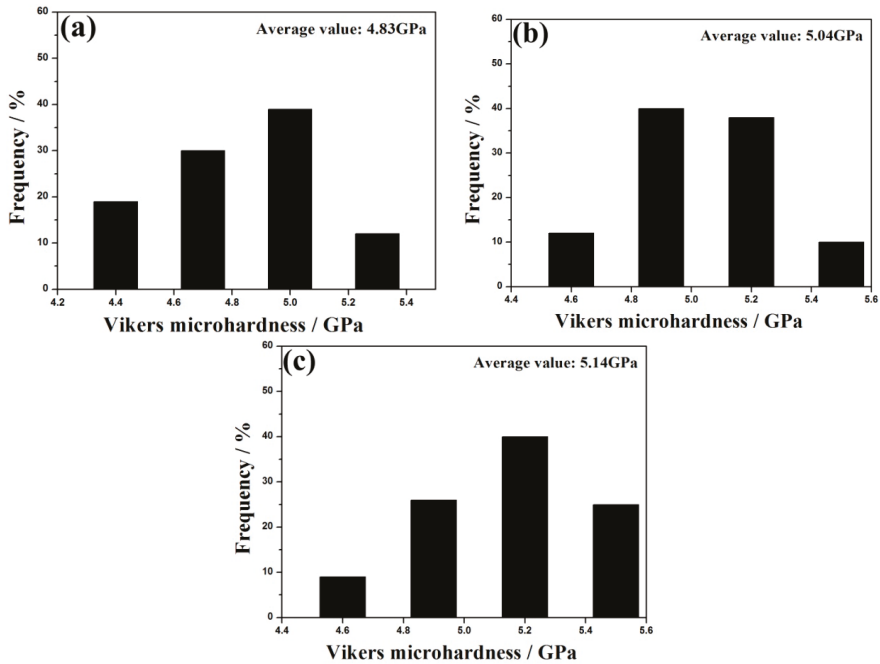 (a)
Average value: 4.83GPa
Frequency / %
60
50
40
30
20
10
0
4.2 4.4 4.6 4.8 5.0 5.2 5.4
Vikers microhardness / GPa
(b)
Average value: 5.04GPa
Frequency / %
60
50
40
30
20
10
0
4.4 4.6 4.8 5.0 5.2 5.4 5.6
Vikers microhardness / GPa
(c)
Average value: 5.14GPa
Frequency / %
60
50
40
30
20
10
0
4.4 4.6 4.8 5.0 5.2 5.4 5.6
Vikers microhardness / GPa